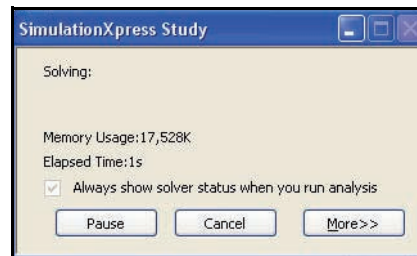 SimulationXpress Study
Solving:
Memory Usage:17,528K
Elapsed Time:1s
Always show solver status when you run analysis
Pause Cancel More>>